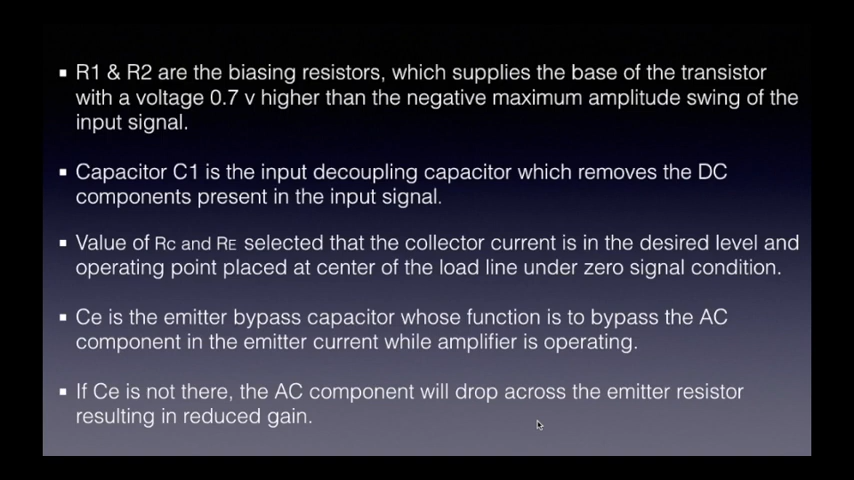 ▪ R1 & R2 are the biasing resistors, which supplies the base of the transistor
with a voltage 0.7 v higher than the negative maximum amplitude swing of the
input signal.
▪ Capacitor C1 is the input decoupling capacitor which removes the DC
components present in the input signal.
▪ Value of Rc and RE selected that the collector current is in the desired level and
operating point placed at center of the load line under zero signal condition.
▪ Ce is the emitter bypass capacitor whose function is to bypass the AC
component in the emitter current while amplifier is operating.
▪ If Ce is not there, the AC component will drop across the emitter resistor
resulting in reduced gain.